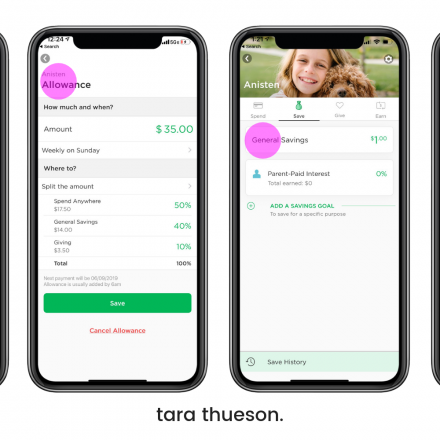 12:24
Search
5G
Anisten
Allowance
How much and when?
Amount
$35.00
Weekly on Sunday
Where to?
Split the amount
Spend Anywhere
$17.50
50%
General Savings
$14.00
40%
Giving
$3.50
10%
Total
100%
Next payment will be 06/09/2019
Allowance is usually added by 6am
Save
Cancel Allowance
Search
Anisten
Spend
Save
Give
Earn
General Savings
$1.00
Parent-Paid Interest
0%
Total earned: $0
ADD A SAVINGS GOAL
To save for a specific purpose
Save History
tara thueson.